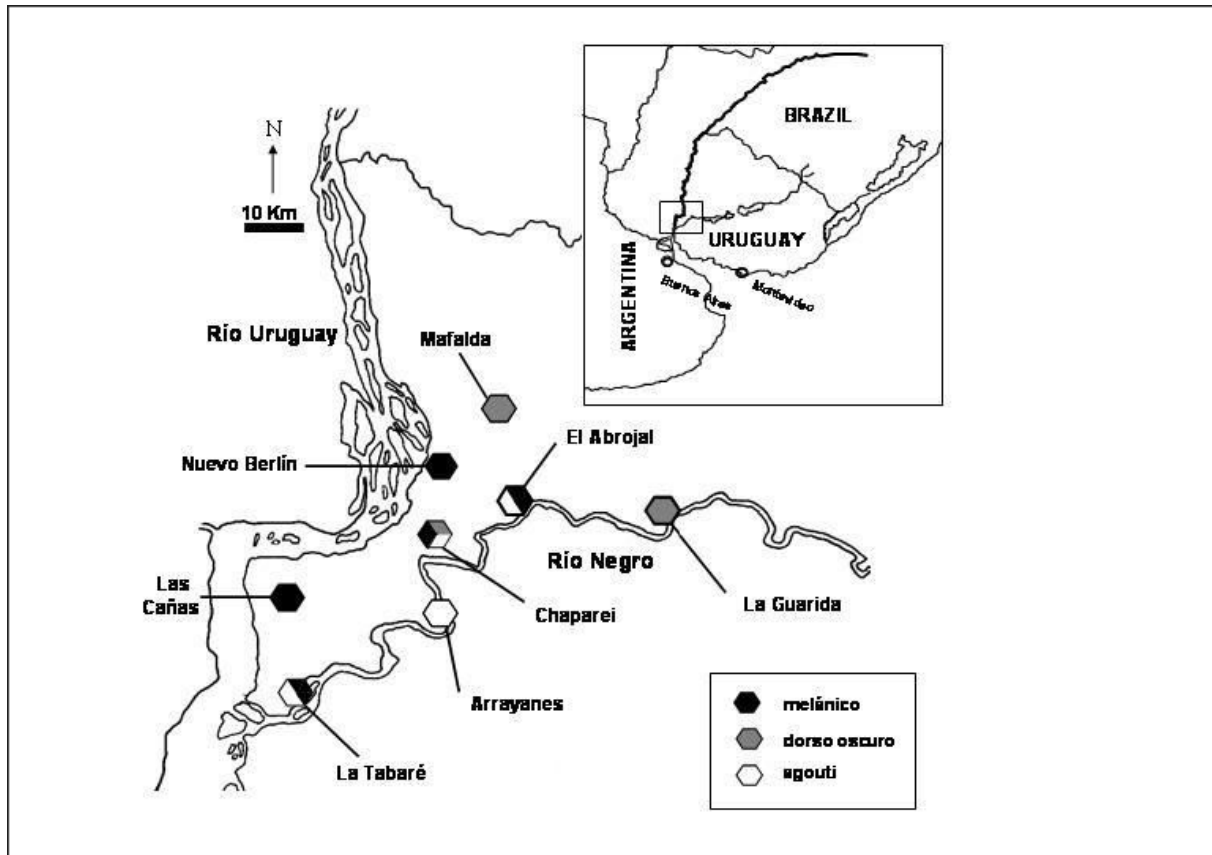 N
10 Km
Río Uruguay
Mafalda
Nuevo Berlín
El Abrojal
Río Negro
Las
Cañas
Chaparei
La Guarida
Arrayanes
La Tabaré
BRAZIL
URUGUAY
ARGENTINA
Buenos Aires
Montevideo
melánico
dorso oscuro
agouti